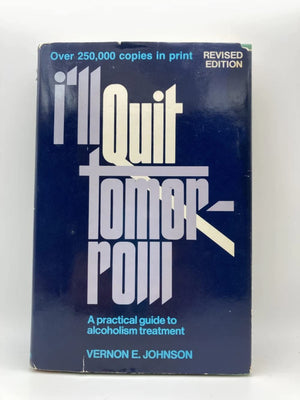 Over 250,000 copies in print
REVISED
EDITION
i'll
Quit
tomor-
row
A practical guide to
alcoholism treatment
VERNON E. JOHNSON